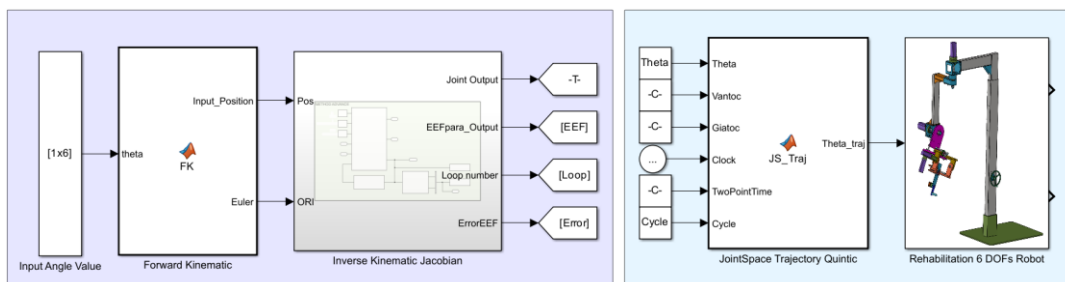 [1x6]
Input Angle Value
theta
FK
Input_Position
Euler
Forward Kinematic
Pos
ORI
Joint Output
EEFpara_Output
Loop number
ErrorEEF
Inverse Kinematic Jacobian
-T-
[EEF]
[Loop]
[Error]
Theta
-C-
-C-
...
-C-
Cycle
Theta
Vantoc
Giatoc
Clock
TwoPointTime
Cycle
JS_Traj
Theta_traj
JointSpace Trajectory Quintic
Rehabilitation 6 DOFs Robot